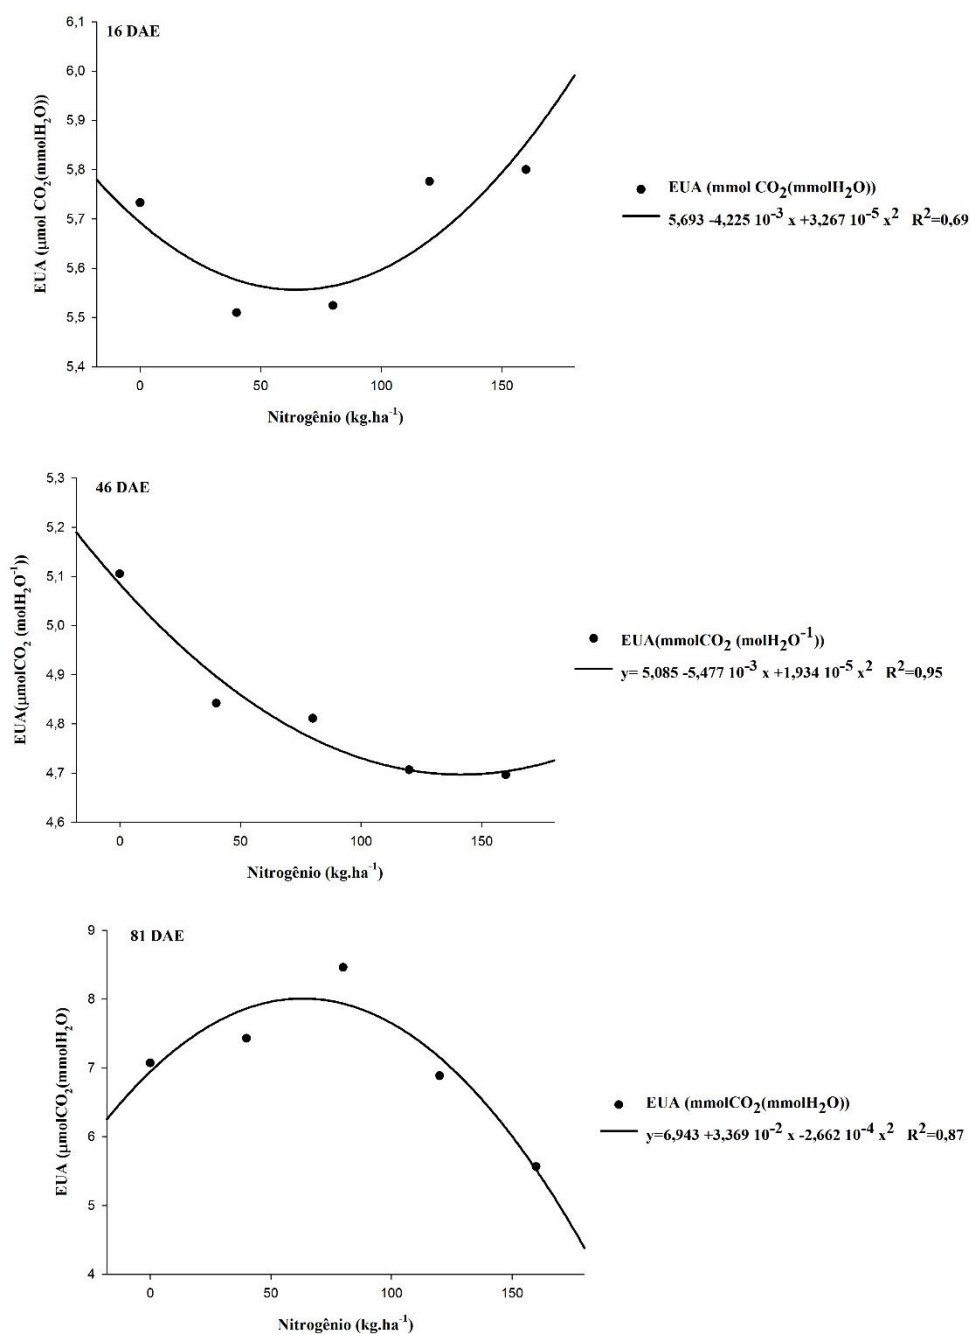 16 DAE
6,1
6,0
5,9
5,8
5,7
5,6
5,5
5,4
EUA (µmol CO₂(mmolH₂O))
0 50 100 150
Nitrogênio (kg.ha⁻¹)
EUA (mmol CO₂(mmolH₂O))
5,693 -4,225 10⁻³ x +3,267 10⁻⁵ x² R²=0,69
46 DAE
5,3
5,2
5,1
5,0
4,9
4,8
4,7
4,6
EUA(µmolCO₂ (molH₂O⁻¹))
0 50 100 150
Nitrogênio (kg.ha⁻¹)
EUA(mmolCO₂ (molH₂O⁻¹))
y= 5,085 -5,477 10⁻³ x +1,934 10⁻⁵ x² R²=0,95
81 DAE
9
8
7
6
5
4
EUA (µmolCO₂(mmolH₂O)
0 50 100 150
Nitrogênio (kg.ha⁻¹)
EUA (mmolCO₂(mmolH₂O))
y=6,943 +3,369 10⁻² x -2,662 10⁻⁴ x² R²=0,87